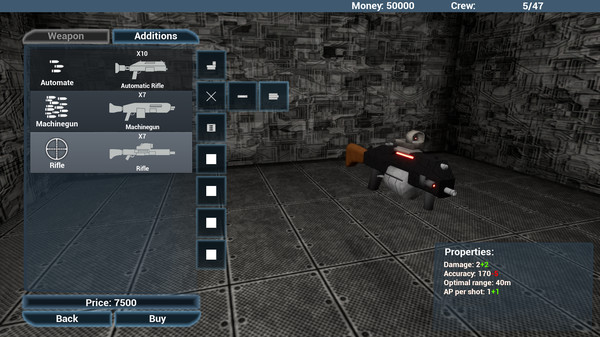 Money: 50000 Crew: 5/47
Weapon Additions
X10
Automate Automatic Rifle
X7
Machinegun Machinegun
X7
Rifle Rifle
Properties:
Damage: 2+2
Accuracy: 170
Optimal range: 40m
AP per shot: 1+1
Price: 7500
Back Buy